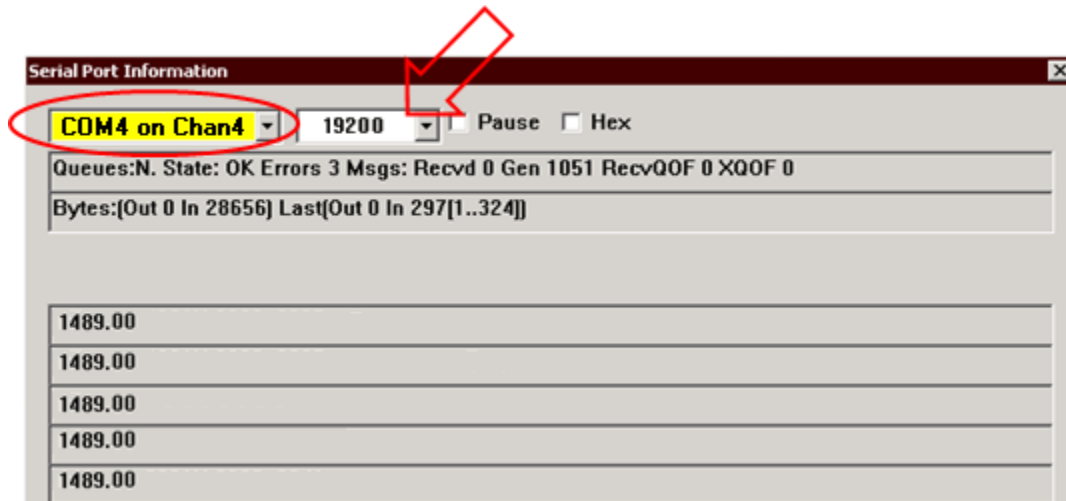 Serial Port Information
COM4 on Chan4 19200 Pause Hex
Queues:N. State: OK Errors 3 Msgs: Recvd 0 Gen 1051 RecvQOF 0 XQOF 0
Bytes:(Out 0 In 28656) Last(Out 0 In 297[1..324])
1489.00
1489.00
1489.00
1489.00
1489.00